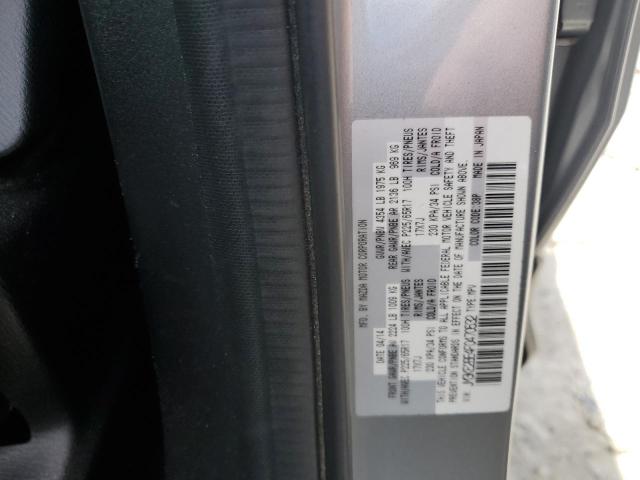 MFG. BY MAZDA MOTOR CORPORATION
DATE 04/14 GVWR/PNBV 4354 LB 1975 KG
FRONT GAWR/PNBE AV 2224 LB 1009 KG REAR GAWR/PNBE AR 2136 LB 969 KG
WITH/AVEC P225/65R17 100H TIRES/PNEUS WITH/AVEC P225/65R17 100H TIRES/PNEUS
17X7J RIMS/JANTES 17X7J RIMS/JANTES
230 KPA/34 PSI COLD/A FROID 230 KPA/34 PSI COLD/A FROID
THIS VEHICLE CONFORMS TO ALL APPLICABLE FEDERAL MOTOR VEHICLE SAFETY AND THEFT
PREVENTION STANDARDS IN EFFECT ON THE DATE OF MANUFACTURE SHOWN ABOVE.
VIN: TYPE MPV COLOR CODE:38P MADE IN JAPAN